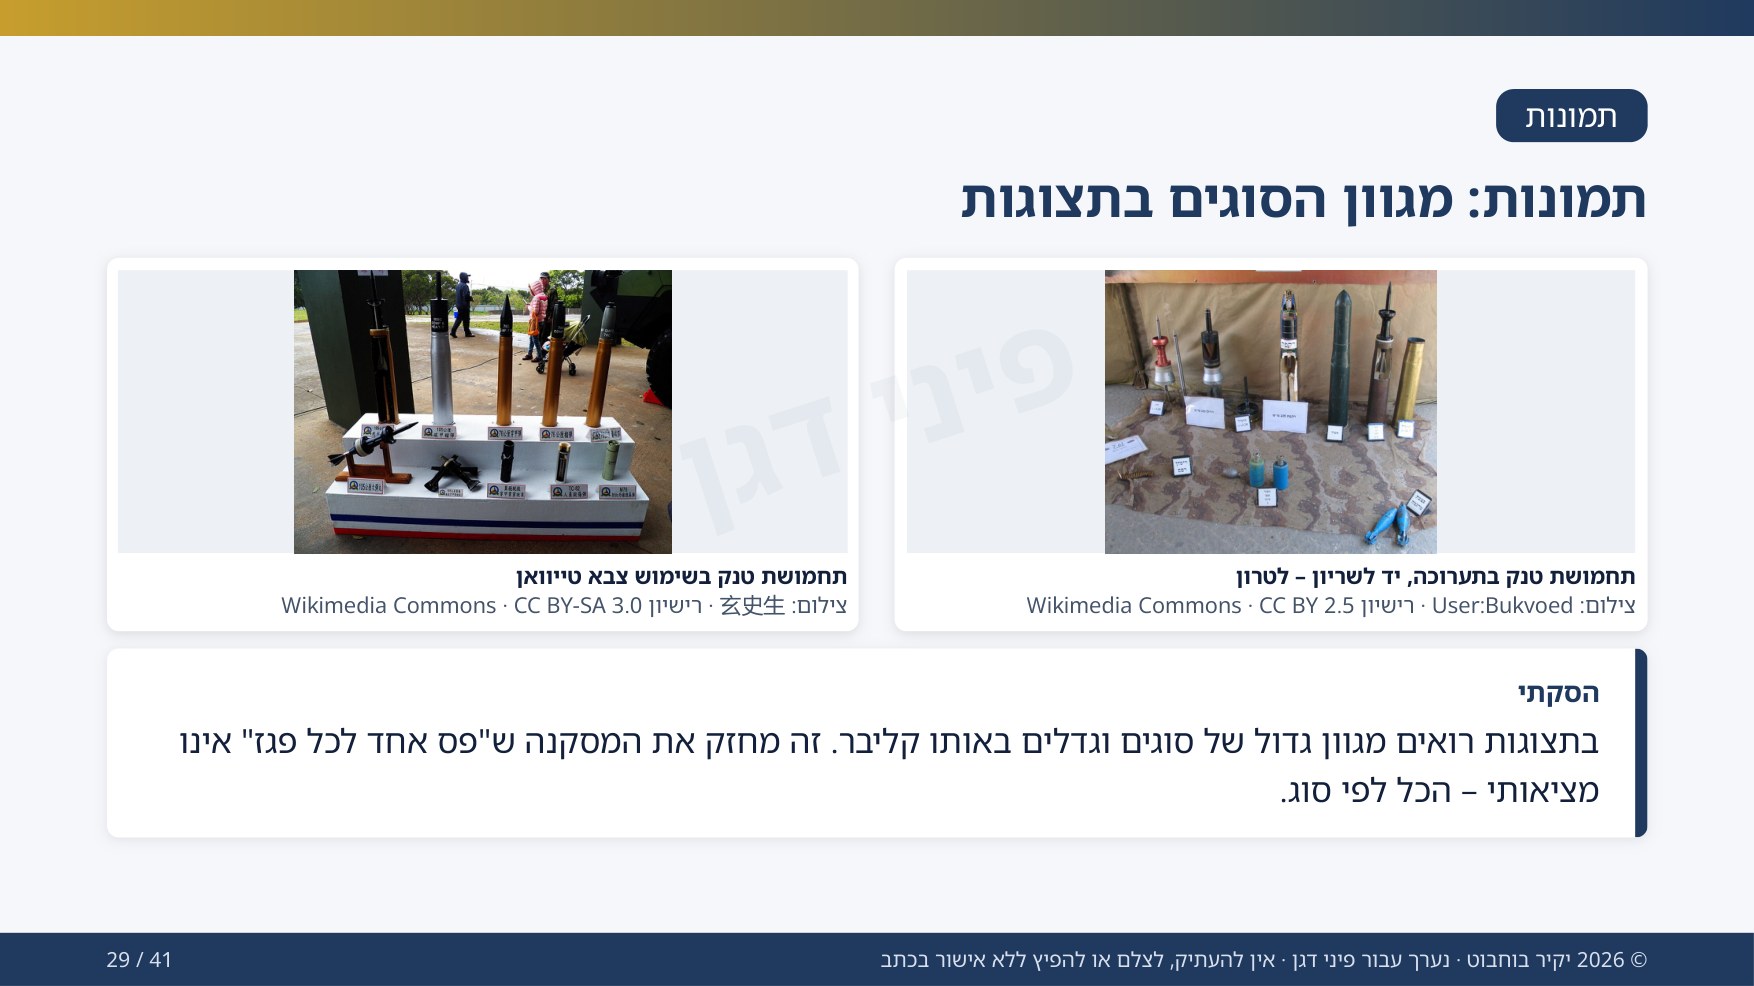 תמונות
תמונות: מגוון הסוגים בתצוגות
תחמושת טנק בתערוכה, יד לשריון – לטרון
צילום: User:Bukvoed · רישיון Wikimedia Commons · CC BY 2.5
תחמושת טנק בשימוש צבא טייוואן
צילום: 玄史生 · רישיון Wikimedia Commons · CC BY-SA 3.0
פיני דגן
הסקתי
בתצוגות רואים מגוון גדול של סוגים וגדלים באותו קליבר. זה מחזק את המסקנה ש"פס אחד לכל פגז" אינו
מציאותי – הכל לפי סוג.
© 2026 יקיר בוחבוט · נערך עבור פיני דגן · אין להעתיק, לצלם או להפיץ ללא אישור בכתב
29 / 41